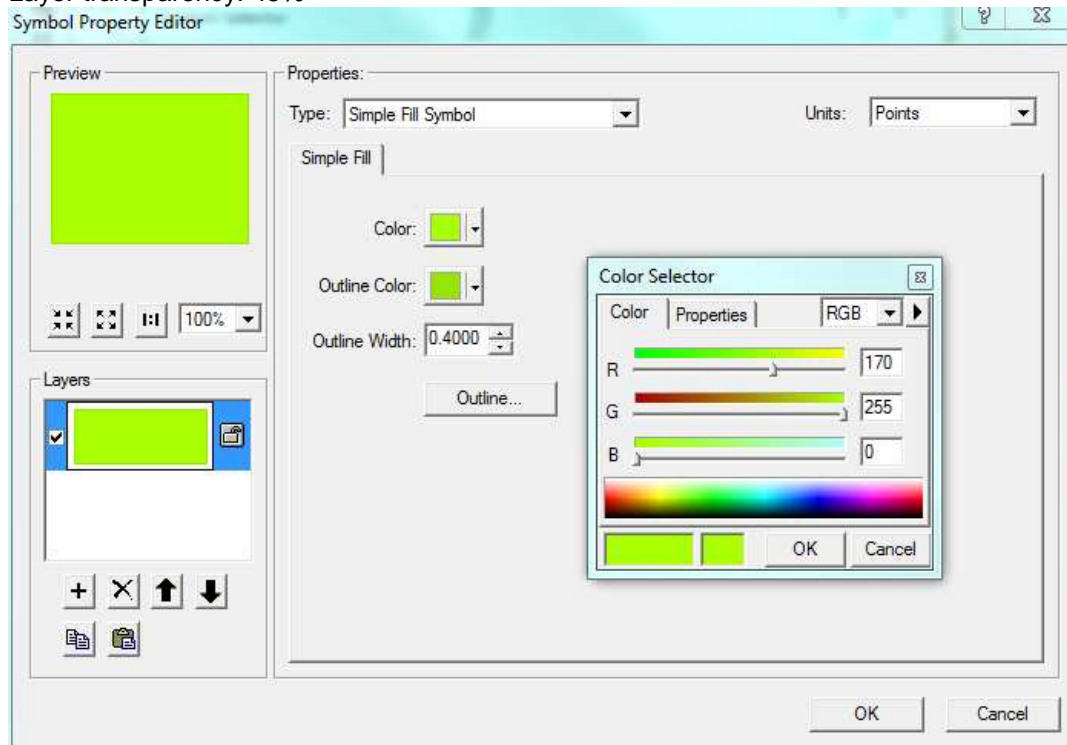 Symbol Property Editor
Preview
100%
Layers
Properties:
Type: Simple Fill Symbol
Units: Points
Simple Fill
Color:
Outline Color:
Outline Width: 0.4000
Outline...
Color Selector
Color Properties RGB
R 170
G 255
B 0
OK Cancel
OK Cancel